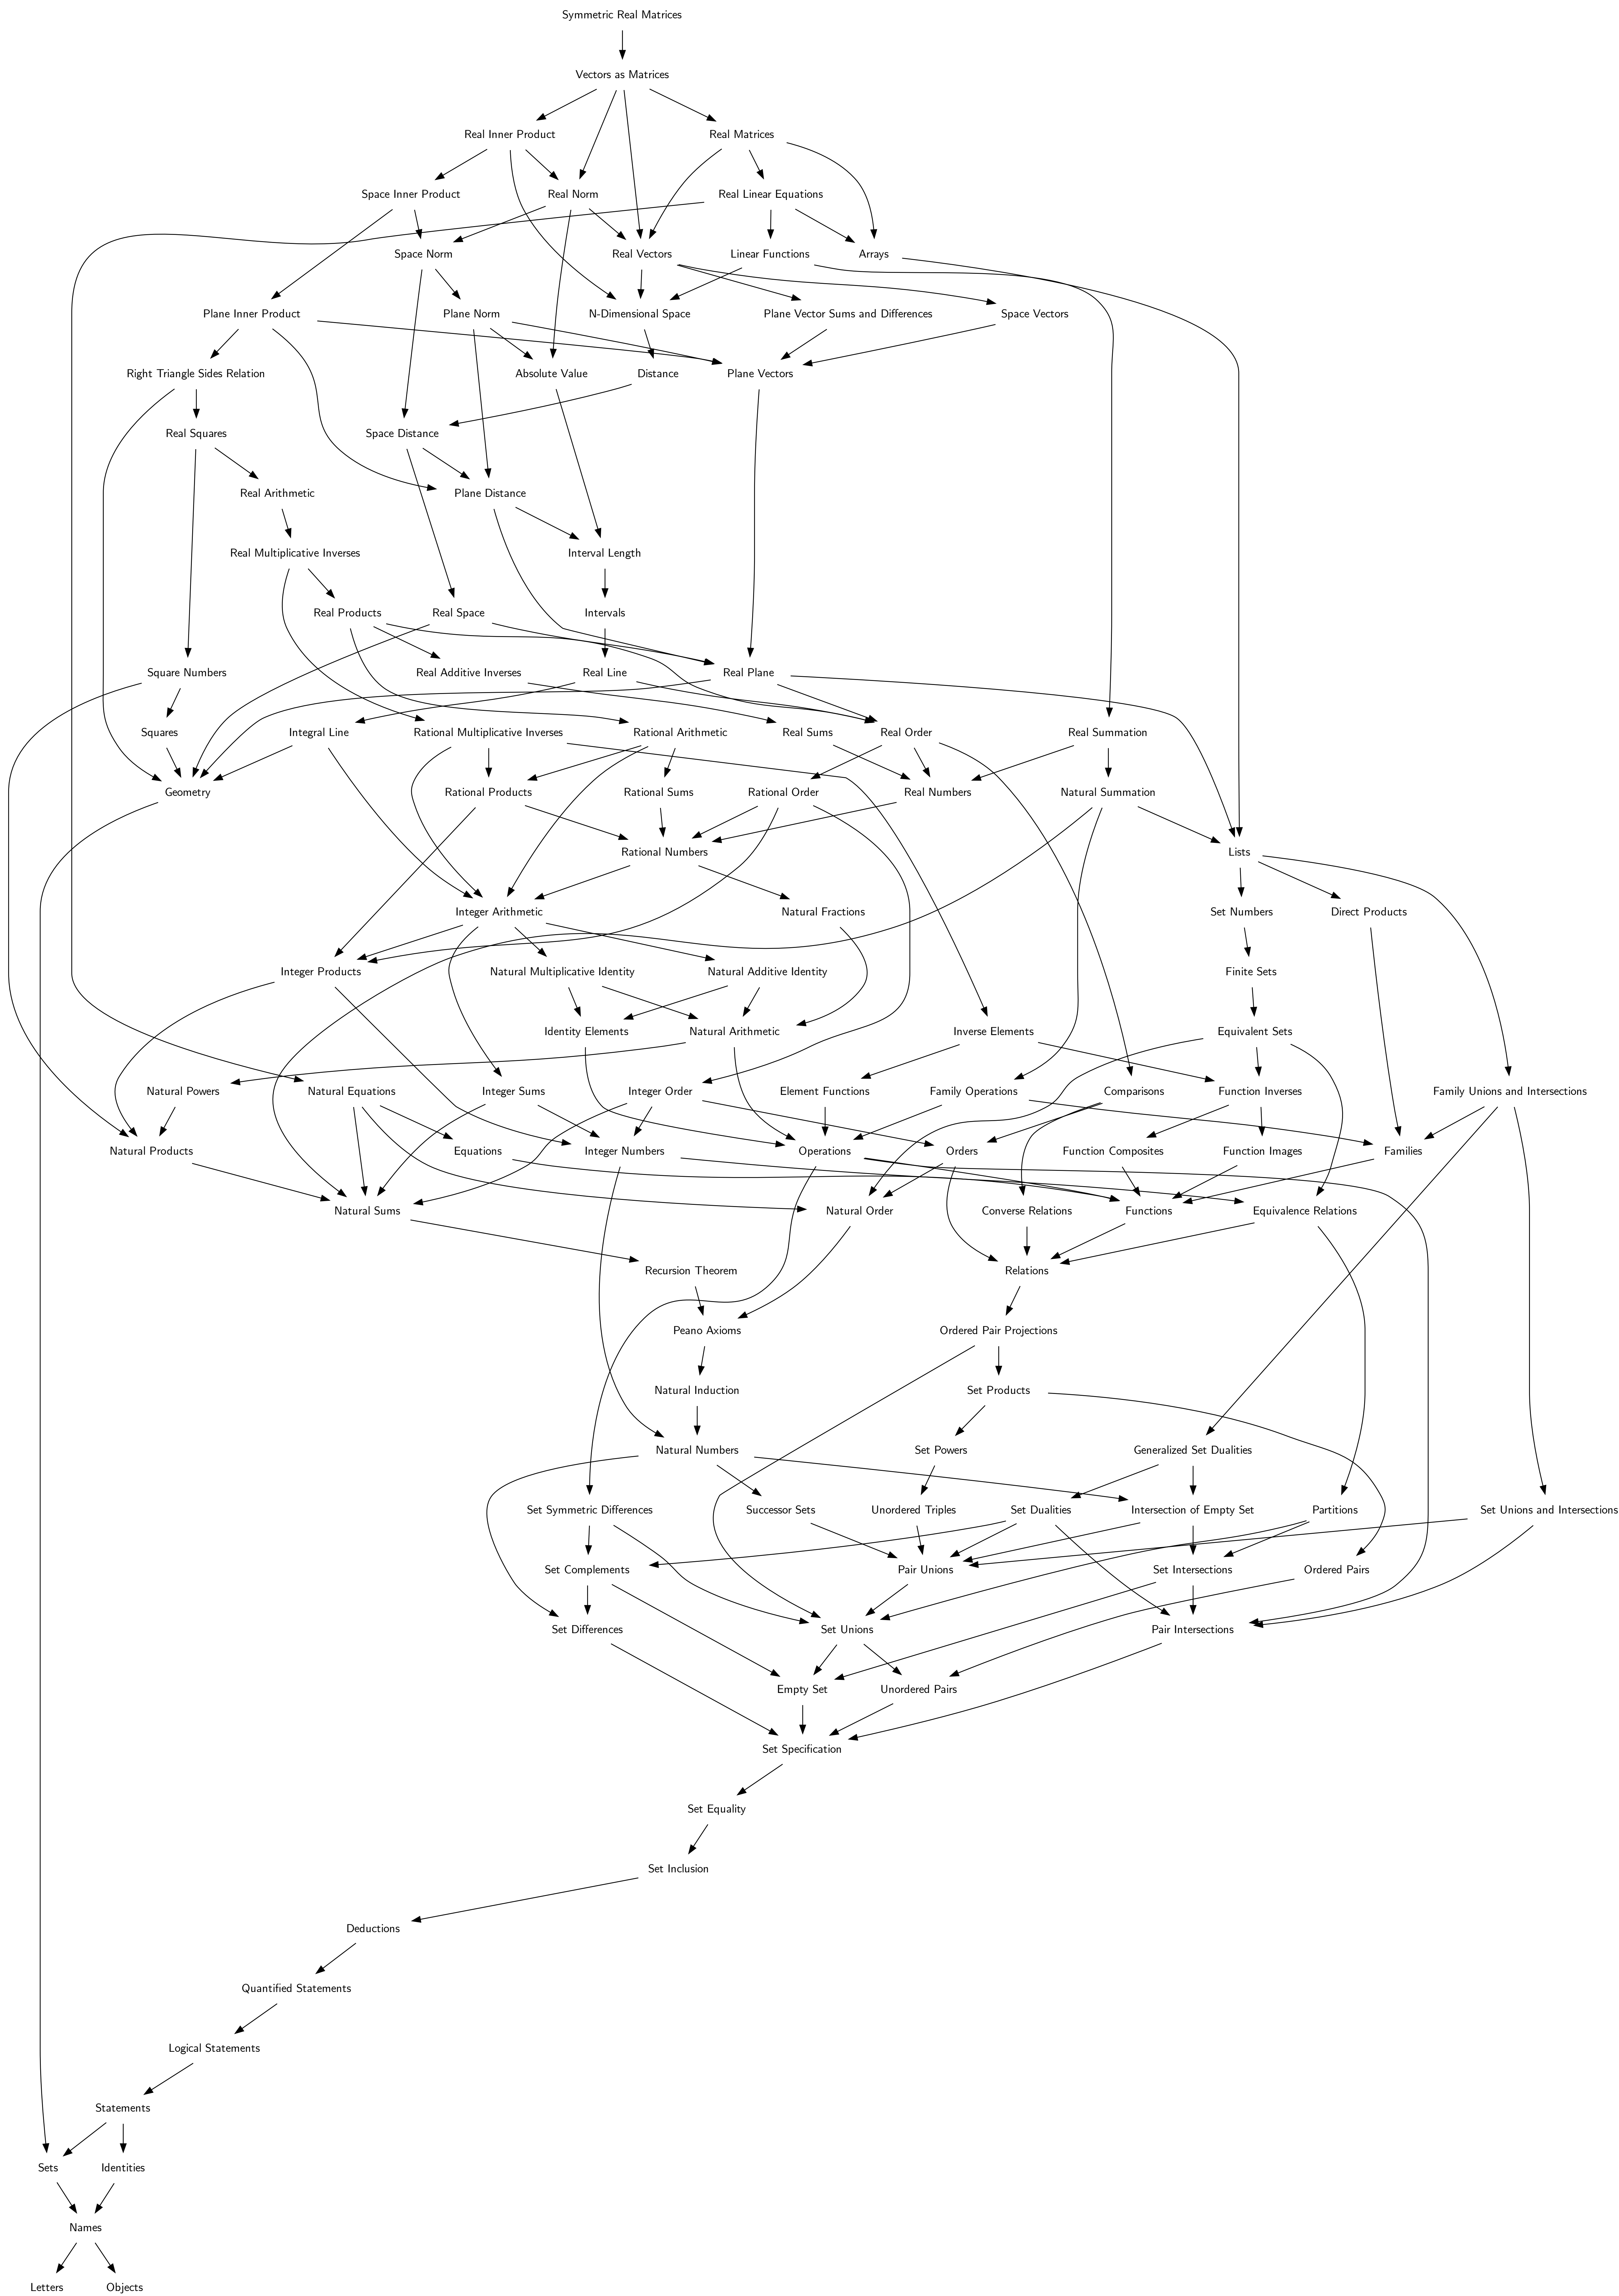 Symmetric Real Matrices
Vectors as Matrices
Real Inner Product
Real Matrices
Space Inner Product
Real Norm
Real Linear Equations
Space Norm
Real Vectors
Linear Functions
Arrays
Plane Inner Product
Plane Norm
N-Dimensional Space
Plane Vector Sums and Differences
Space Vectors
Right Triangle Sides Relation
Absolute Value
Distance
Plane Vectors
Real Squares
Space Distance
Real Arithmetic
Plane Distance
Real Multiplicative Inverses
Interval Length
Real Products
Real Space
Intervals
Square Numbers
Real Additive Inverses
Real Line
Real Plane
Squares
Integral Line
Rational Multiplicative Inverses
Rational Arithmetic
Real Sums
Real Order
Real Summation
Geometry
Rational Products
Rational Sums
Rational Order
Real Numbers
Natural Summation
Rational Numbers
Lists
Integer Arithmetic
Natural Fractions
Set Numbers
Direct Products
Integer Products
Natural Multiplicative Identity
Natural Additive Identity
Finite Sets
Identity Elements
Natural Arithmetic
Inverse Elements
Equivalent Sets
Natural Powers
Natural Equations
Integer Sums
Integer Order
Element Functions
Family Operations
Comparisons
Function Inverses
Family Unions and Intersections
Natural Products
Equations
Integer Numbers
Operations
Orders
Function Composites
Function Images
Families
Natural Sums
Natural Order
Converse Relations
Functions
Equivalence Relations
Recursion Theorem
Relations
Peano Axioms
Ordered Pair Projections
Natural Induction
Set Products
Natural Numbers
Set Powers
Generalized Set Dualities
Set Symmetric Differences
Successor Sets
Unordered Triples
Set Dualities
Intersection of Empty Set
Partitions
Set Unions and Intersections
Set Complements
Pair Unions
Set Intersections
Ordered Pairs
Set Differences
Set Unions
Pair Intersections
Empty Set
Unordered Pairs
Set Specification
Set Equality
Set Inclusion
Deductions
Quantified Statements
Logical Statements
Statements
Sets
Identities
Names
Letters
Objects